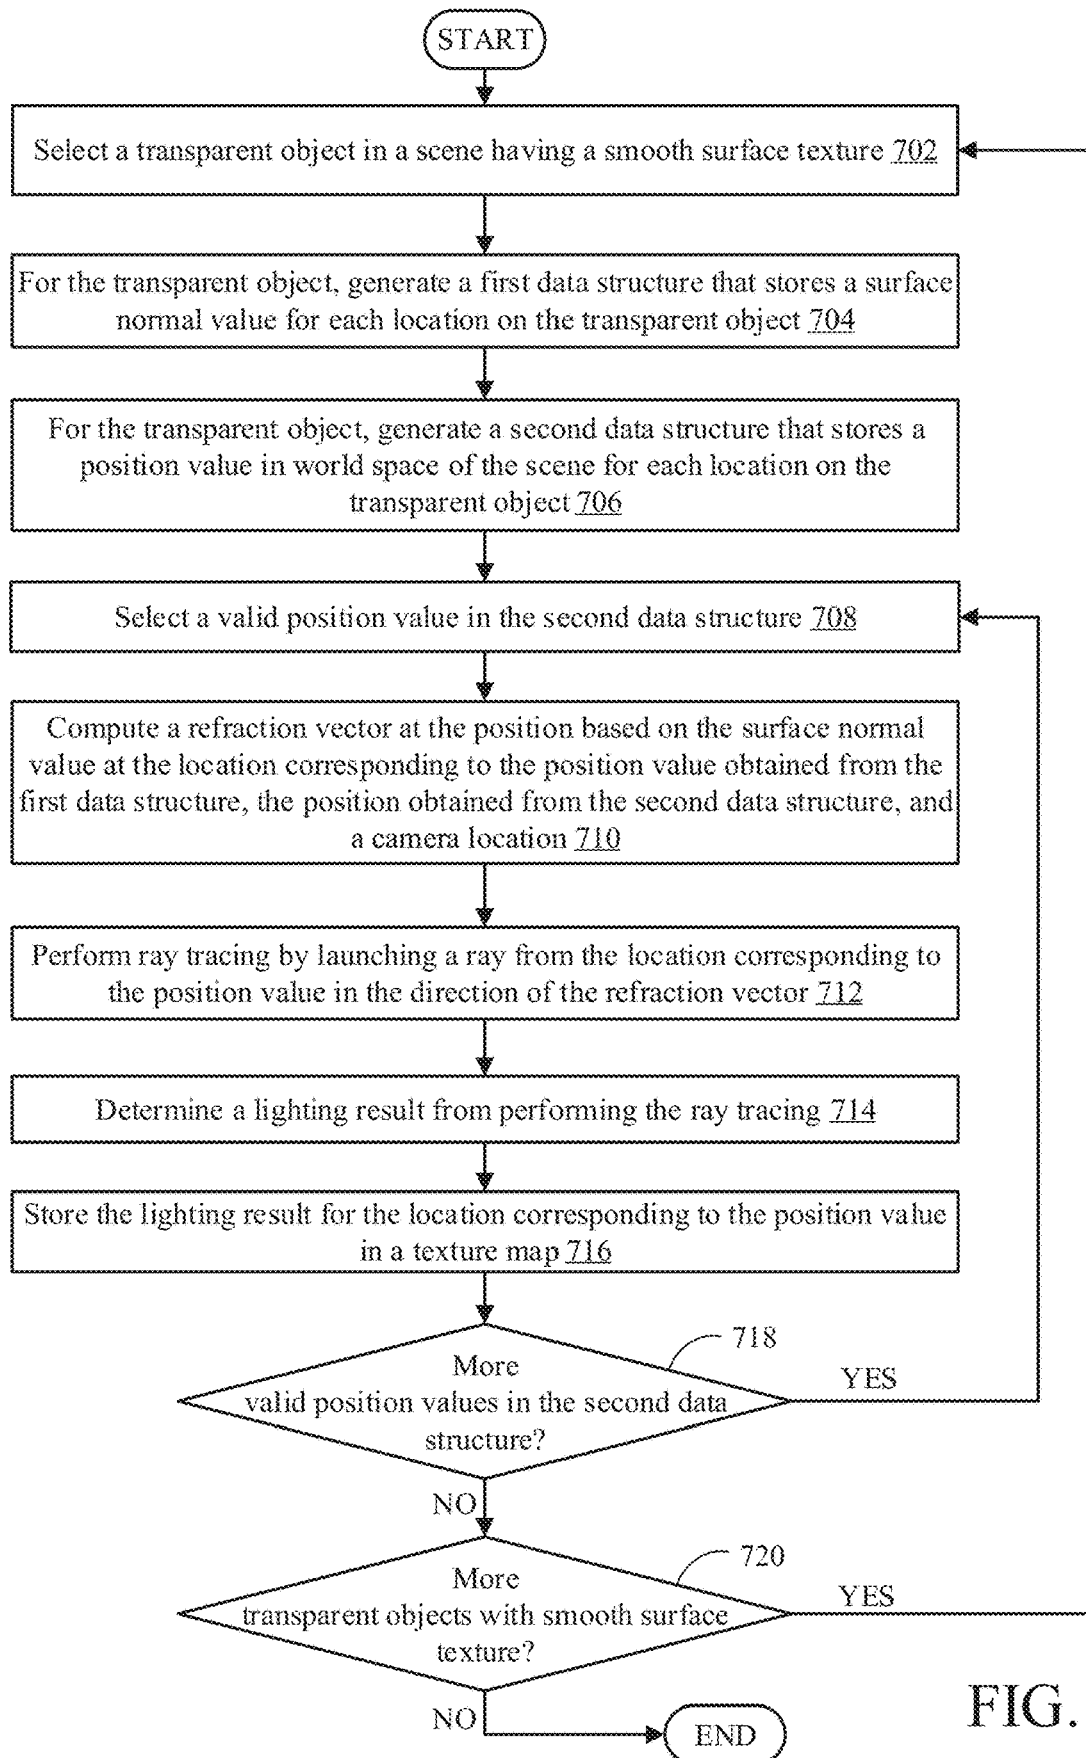 START
Select a transparent object in a scene having a smooth surface texture 702
For the transparent object, generate a first data structure that stores a surface
normal value for each location on the transparent object 704
For the transparent object, generate a second data structure that stores a
position value in world space of the scene for each location on the
transparent object 706
Select a valid position value in the second data structure 708
Compute a refraction vector at the position based on the surface normal
value at the location corresponding to the position value obtained from the
first data structure, the position obtained from the second data structure, and
a camera location 710
Perform ray tracing by launching a ray from the location corresponding to
the position value in the direction of the refraction vector 712
Determine a lighting result from performing the ray tracing 714
Store the lighting result for the location corresponding to the position value
in a texture map 716
718
More
valid position values in the second data
structure?
YES
NO
720
More
transparent objects with smooth surface
texture?
YES
NO
END
FIG.